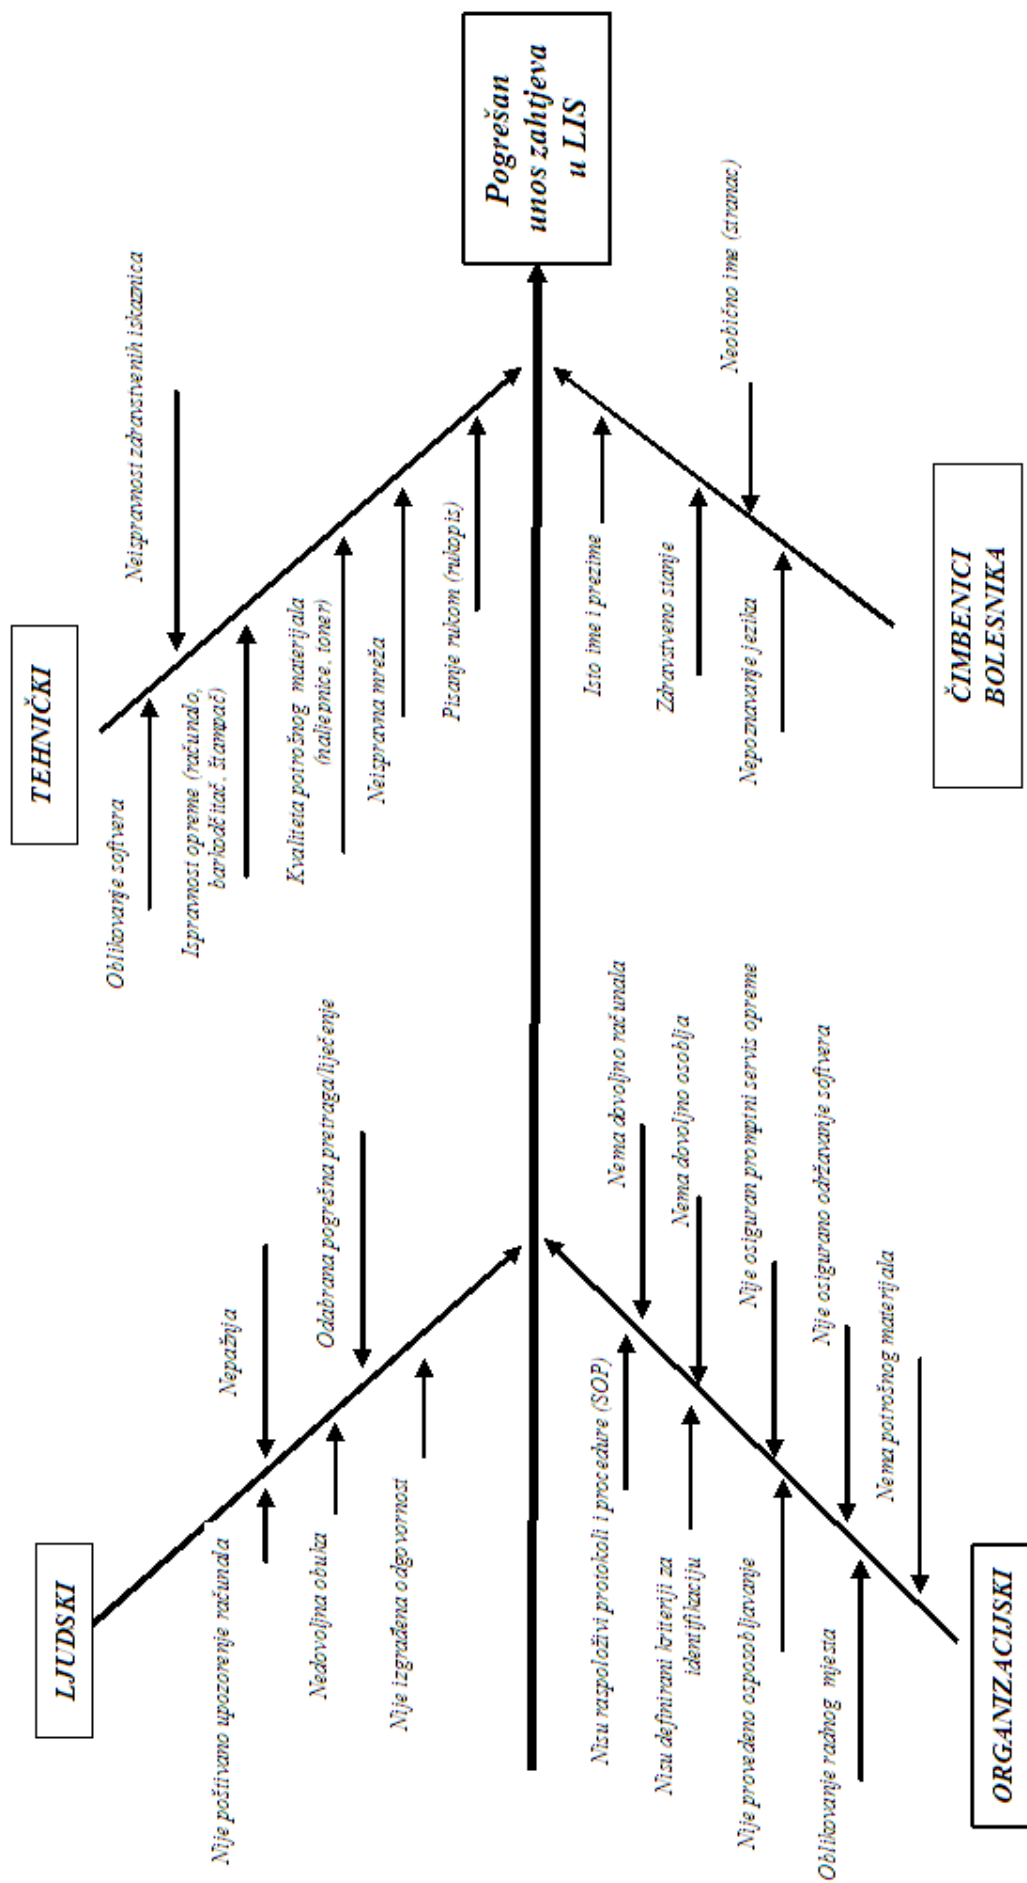 LJUDSKI
Nije poštivano upozorenje računala
Nepažnja
Nedovoljna obuka
Odabrana pogrešna pretraga/liječenje
Nije izgrađena odgovornost
TEHNIČKI
Oblikovanje softvera
Neispravnost zdravstvenih iskaznica
Ispravnost opreme (računalo,
barkodčitač, štampač)
Kvaliteta potrošnog materijala
(naljepnice, toner)
Neispravna mreža
Pisanje rukom (rukopis)
Pogrešan
unos zahtjeva
u LIS
Nisu raspoloživi protokoli i procedure (SOP)
Nema dovoljno računala
Nisu definirani kriteriji za
identifikaciju
Nema dovoljno osoblja
Nije provedeno osposobljavanje
Nije osiguran promptni servis opreme
Oblikovanje radnog mjesta
Nije osigurano održavanje softvera
Nema potrošnog materijala
ORGANIZACIJSKI
Isto ime i prezime
Zdravstveno stanje
Neobično ime (stranac)
Nepoznavanje jezika
ČIMBENICI
BOLESNIKA